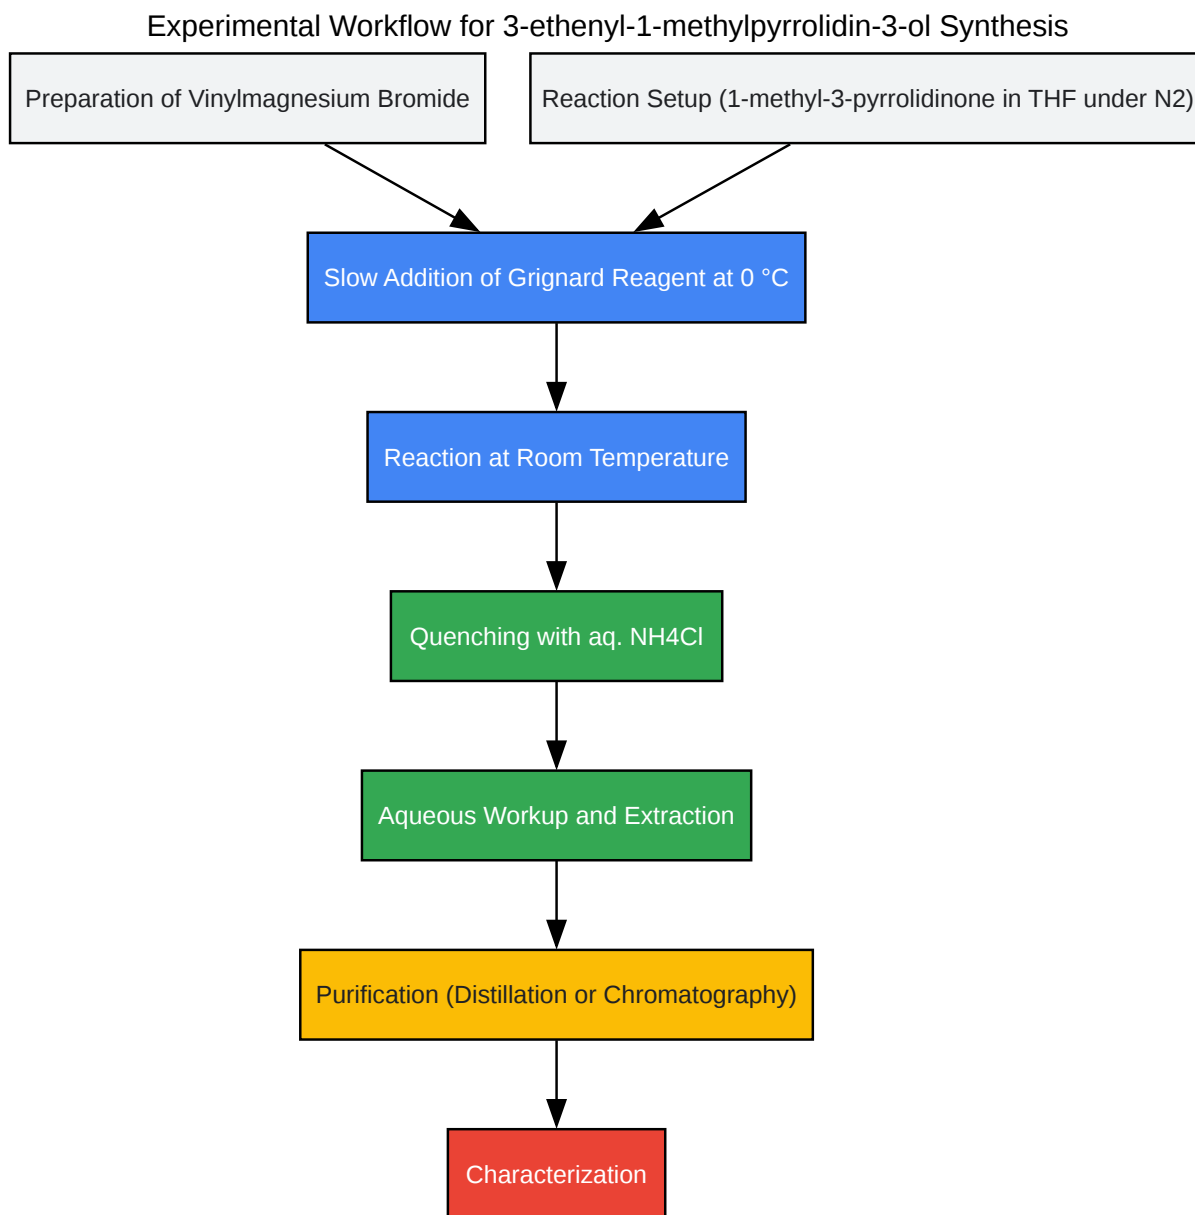 Experimental Workflow for 3-ethenyl-1-methylpyrrolidin-3-ol Synthesis
Preparation of Vinylmagnesium Bromide
Reaction Setup (1-methyl-3-pyrrolidinone in THF under N2)
Slow Addition of Grignard Reagent at 0 °C
Reaction at Room Temperature
Quenching with aq. NH4Cl
Aqueous Workup and Extraction
Purification (Distillation or Chromatography)
Characterization